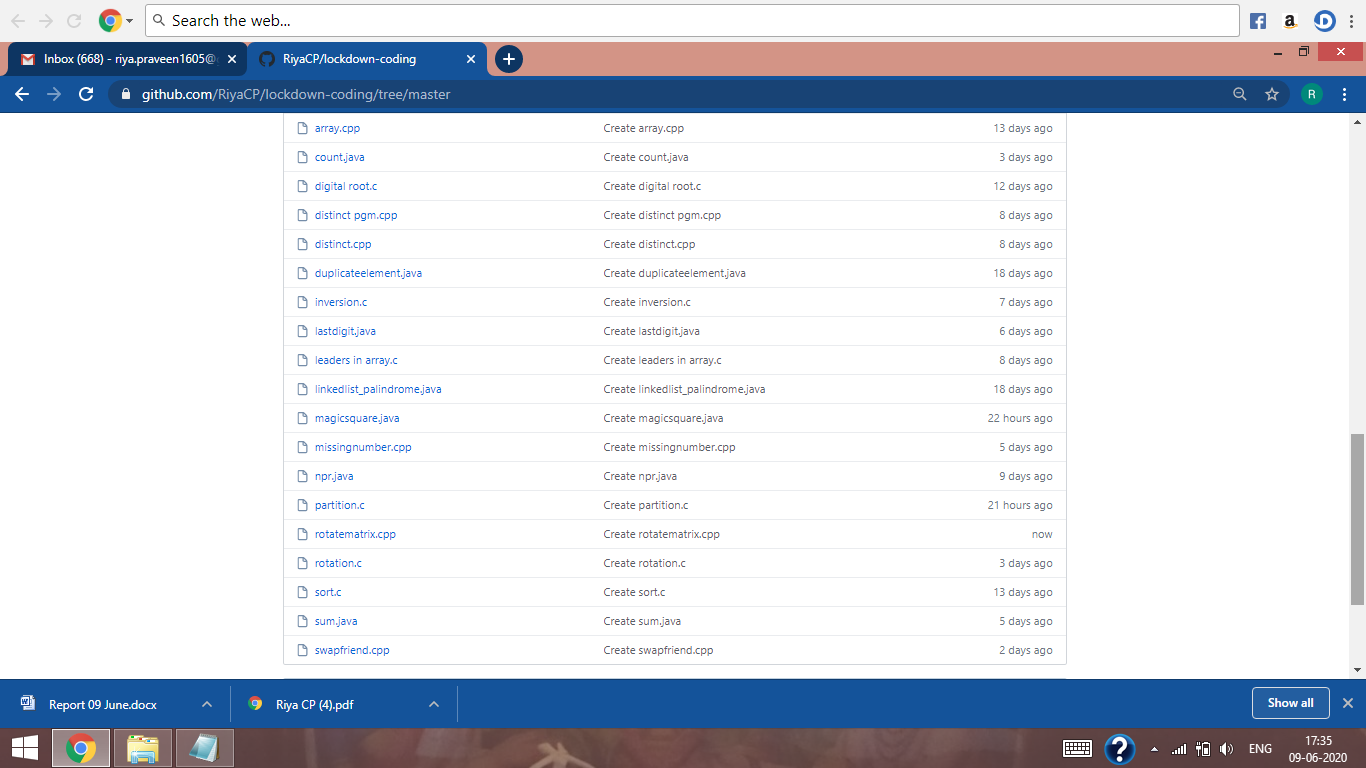 Search the web...
Inbox (668) - riya.praveen1605@
RiyaCP/lockdown-coding
github.com/RiyaCP/lockdown-coding/tree/master
R
array.cpp Create array.cpp 13 days ago
count.java Create count.java 3 days ago
digital root.c Create digital root.c 12 days ago
distinct pgm.cpp Create distinct pgm.cpp 8 days ago
distinct.cpp Create distinct.cpp 8 days ago
duplicateelement.java Create duplicateelement.java 18 days ago
inversion.c Create inversion.c 7 days ago
lastdigit.java Create lastdigit.java 6 days ago
leaders in array.c Create leaders in array.c 8 days ago
linkedlist_palindrome.java Create linkedlist_palindrome.java 18 days ago
magicsquare.java Create magicsquare.java 22 hours ago
missingnumber.cpp Create missingnumber.cpp 5 days ago
npr.java Create npr.java 9 days ago
partition.c Create partition.c 21 hours ago
rotatematrix.cpp Create rotatematrix.cpp now
rotation.c Create rotation.c 3 days ago
sort.c Create sort.c 13 days ago
sum.java Create sum.java 5 days ago
swapfriend.cpp Create swapfriend.cpp 2 days ago
Report 09 June.docx
Riya CP (4).pdf
Show all
ENG
17:35
09-06-2020